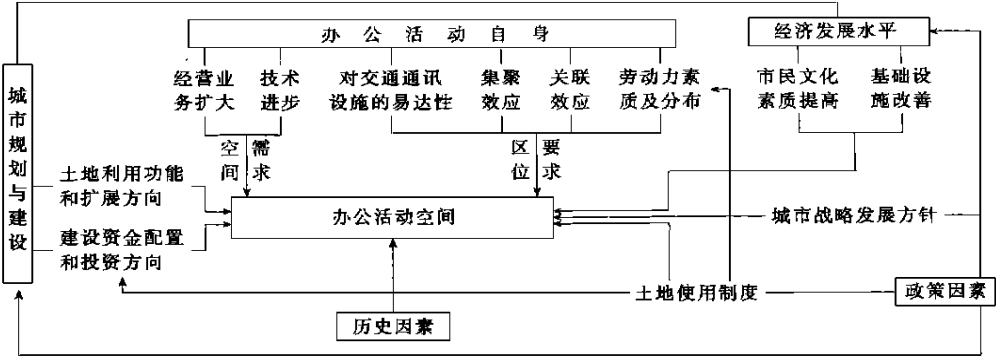 办公活动自身
经济发展水平
经营业
务扩大
技术
进步
对交通通讯
设施的易达性
集聚
效应
关联
效应
劳动力素
质及分布
市民文化
素质提高
基础设
施改善
城市规划与建设
空间
需求
区位
要求
土地利用功能
和扩展方向
办公活动空间
城市战略发展方针
建设资金配置
和投资方向
土地使用制度
政策因素
历史因素